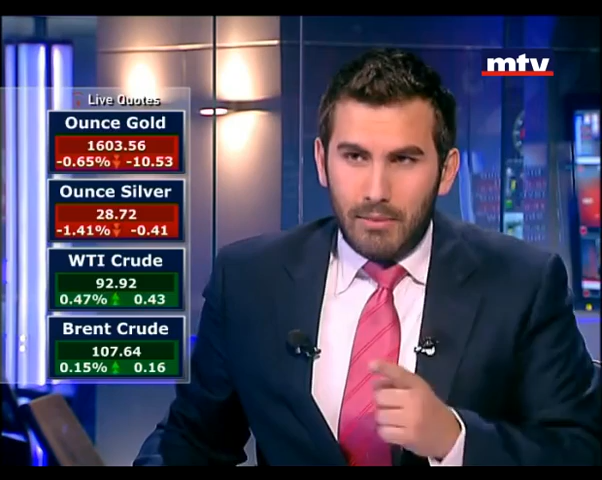 mtv
Live Quotes
Ounce Gold
1603.56
-0.65% -10.53
Ounce Silver
28.72
-1.41% -0.41
WTI Crude
92.92
0.47% 0.43
Brent Crude
107.64
0.15% 0.16